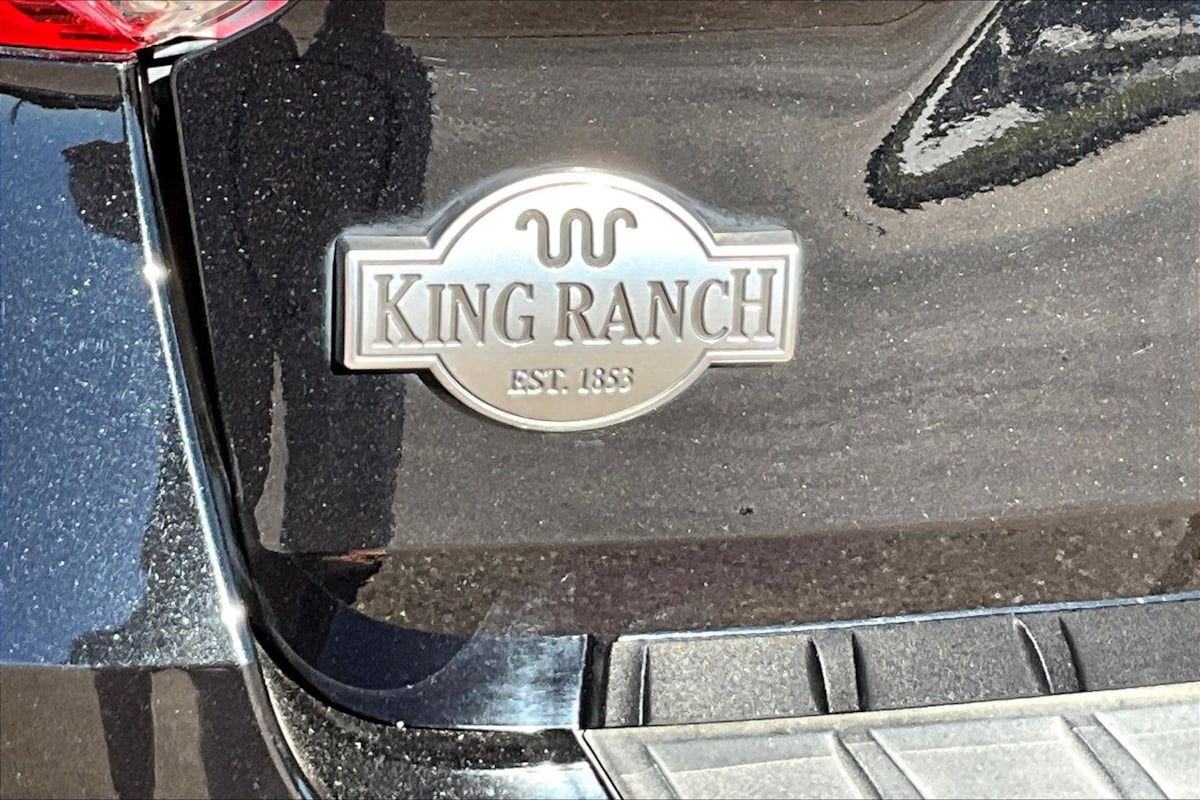 KING RANCH
EST. 1853